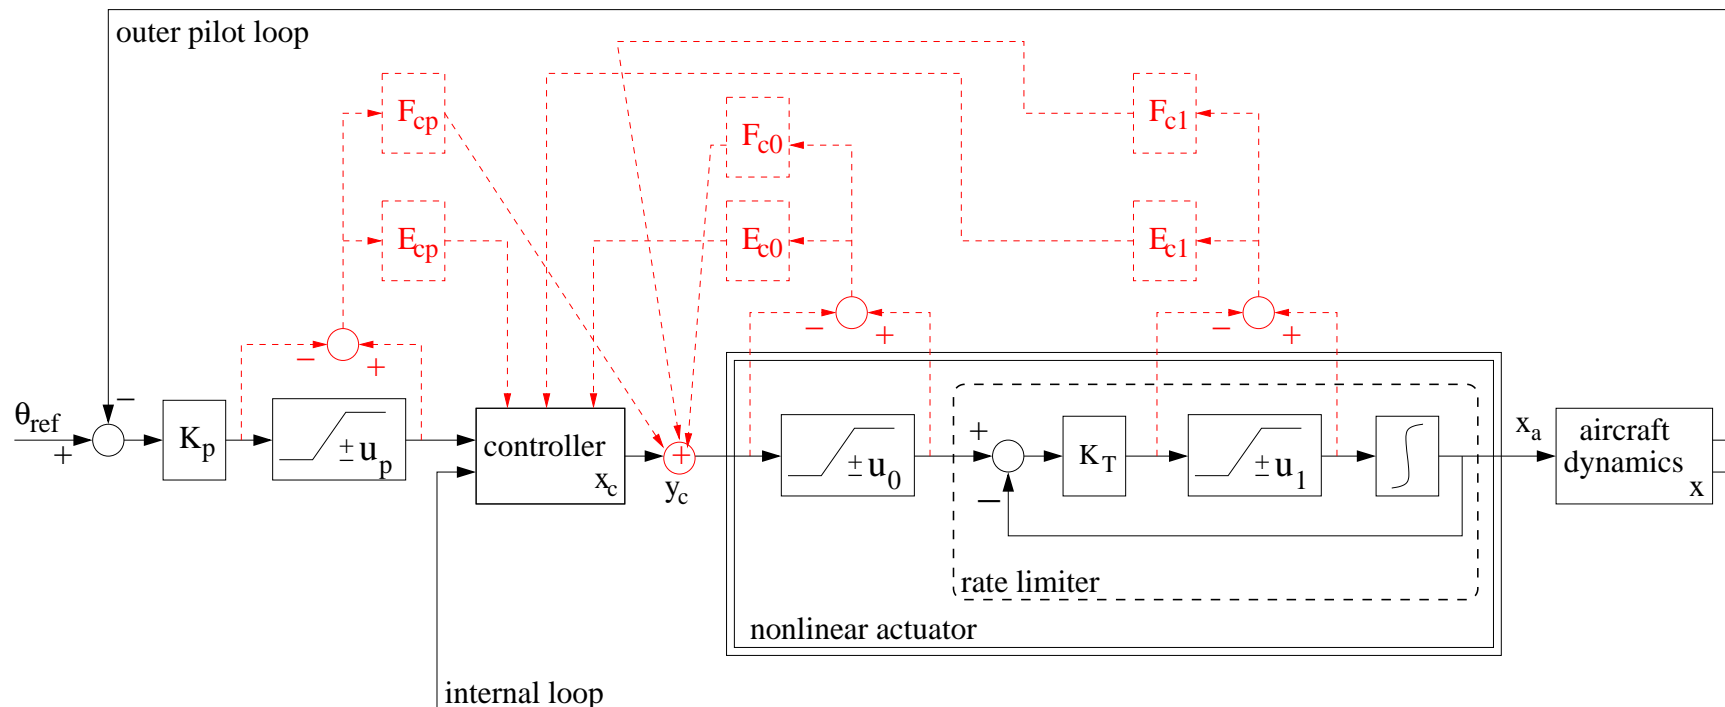 outer pilot loop
F_cp
F_c0
F_c1
E_cp
E_c0
E_c1
− +
− +
− +
θ_ref
+
−
K_p
± u_p
controller
x_c
+
y_c
± u_0
+
−
K_T
± u_1
x_a
aircraft
dynamics
x
rate limiter
nonlinear actuator
internal loop